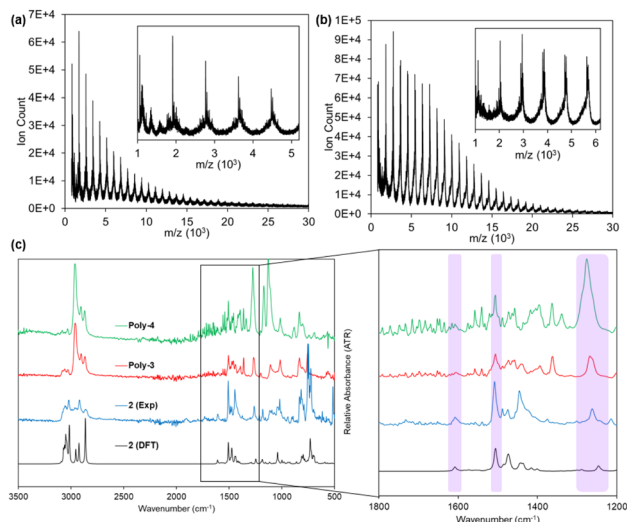 (a)
7E+4
6E+4
5E+4
4E+4
3E+4
2E+4
1E+4
0E+0
Ion Count
0 5 10 15 20 25 30
m/z (10³)
1 2 3 4 5
m/z (10³)
(b)
1E+5
9E+4
8E+4
7E+4
6E+4
5E+4
4E+4
3E+4
2E+4
1E+4
0E+0
Ion Count
0 5 10 15 20 25 30
m/z (10³)
1 2 3 4 5 6
m/z (10³)
(c)
Poly-4
Poly-3
2 (Exp)
2 (DFT)
3500 3000 2500 2000 1500 1000 500
Wavenumber (cm⁻¹)
Relative Absorbance (ATR)
1800 1600 1400 1200
Wavenumber (cm⁻¹)